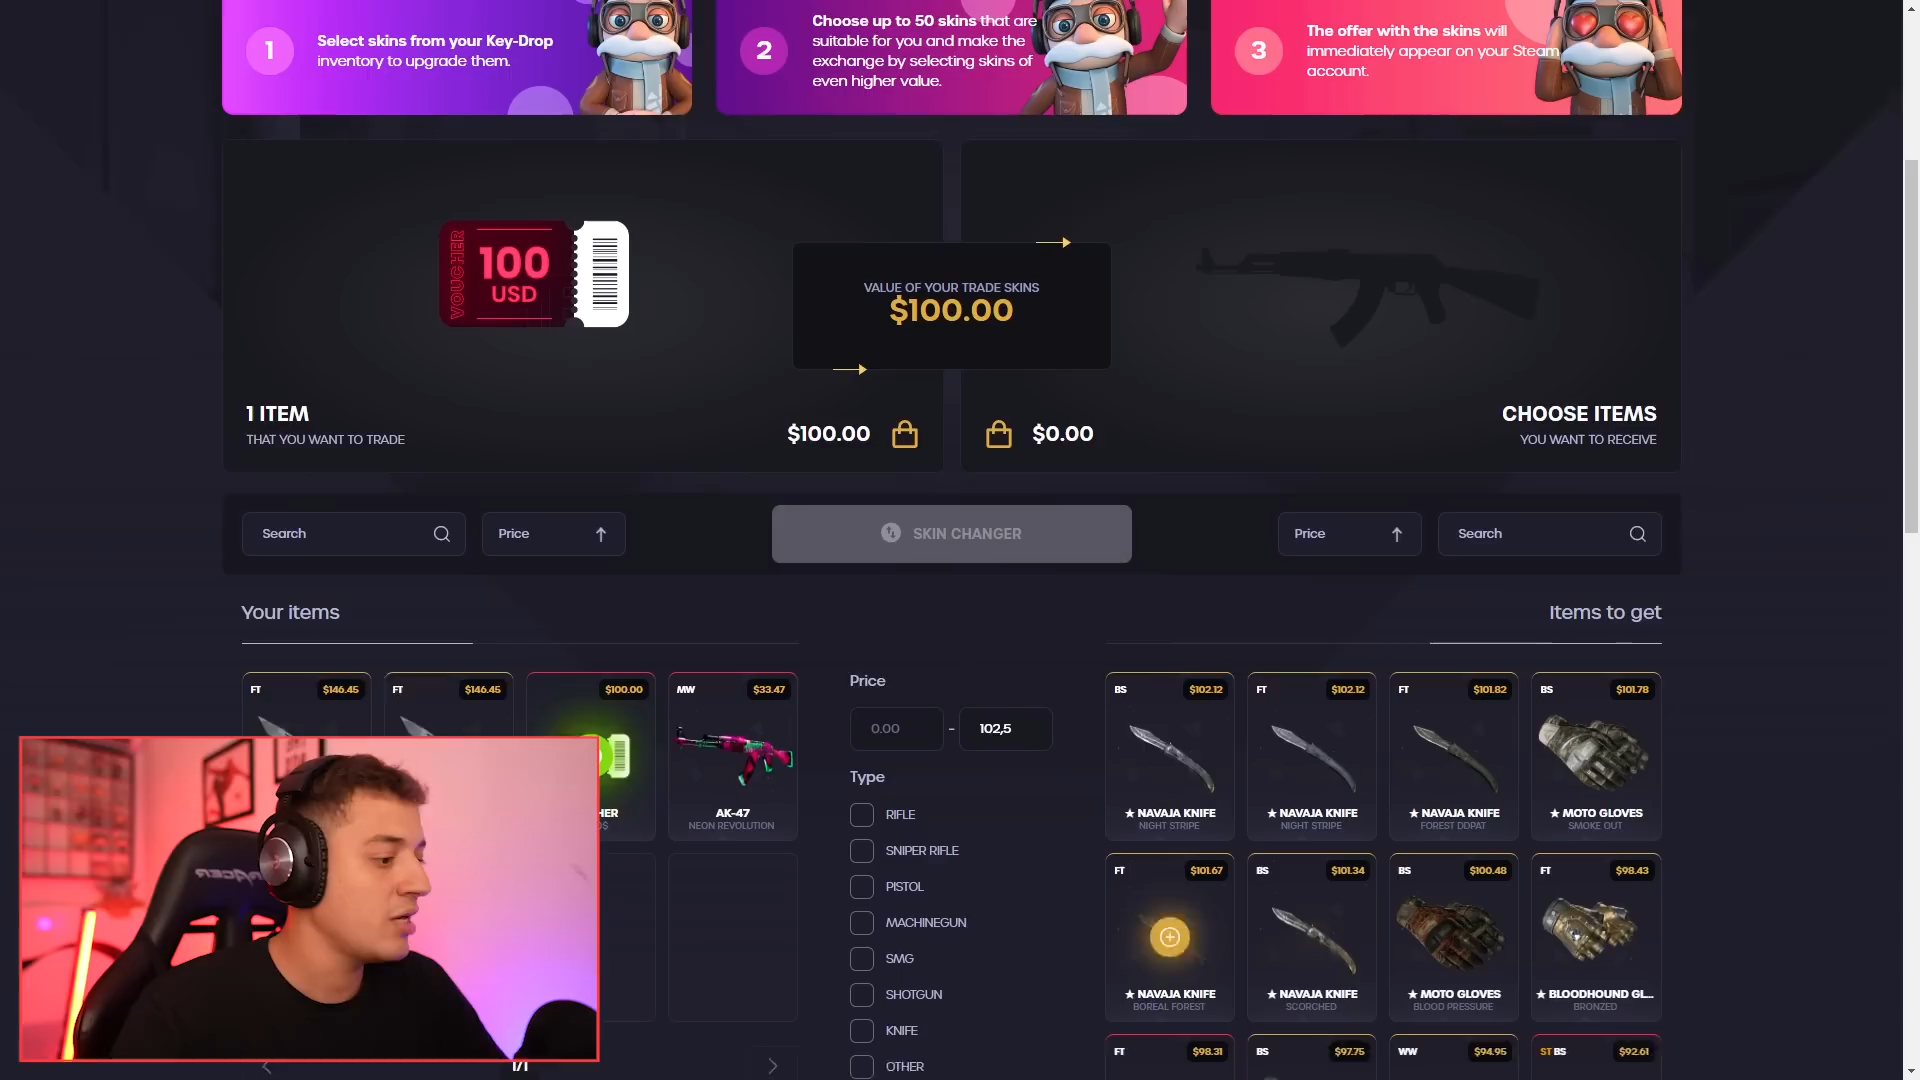 1
Select skins from your Key-Drop
inventory to upgrade them.
2
Choose up to 50 skins that are
suitable for you and make the
exchange by selecting skins of
even higher value.
3
The offer with the skins will
immediately appear on your Steam
account.
VOUCHER
100
USD
VALUE OF YOUR TRADE SKINS
$100.00
1 ITEM
THAT YOU WANT TO TRADE
$100.00
$0.00
CHOOSE ITEMS
YOU WANT TO RECEIVE
Search
Price
SKIN CHANGER
Price
Search
Your items
Items to get
FT $146.45
FT $146.45
$100.00
MW $33.47
HER
0$
AK-47
NEON REVOLUTION
1/1
Price
0.00 - 102,5
Type
RIFLE
SNIPER RIFLE
PISTOL
MACHINEGUN
SMG
SHOTGUN
KNIFE
OTHER
BS $102.12
★ NAVAJA KNIFE
NIGHT STRIPE
FT $102.12
★ NAVAJA KNIFE
NIGHT STRIPE
FT $101.82
★ NAVAJA KNIFE
FOREST DDPAT
BS $101.78
★ MOTO GLOVES
SMOKE OUT
FT $101.67
★ NAVAJA KNIFE
BOREAL FOREST
BS $101.34
★ NAVAJA KNIFE
SCORCHED
BS $100.48
★ MOTO GLOVES
BLOOD PRESSURE
FT $98.43
★ BLOODHOUND GL...
BRONZED
FT $98.31
BS $97.75
WW $94.95
ST BS $92.61